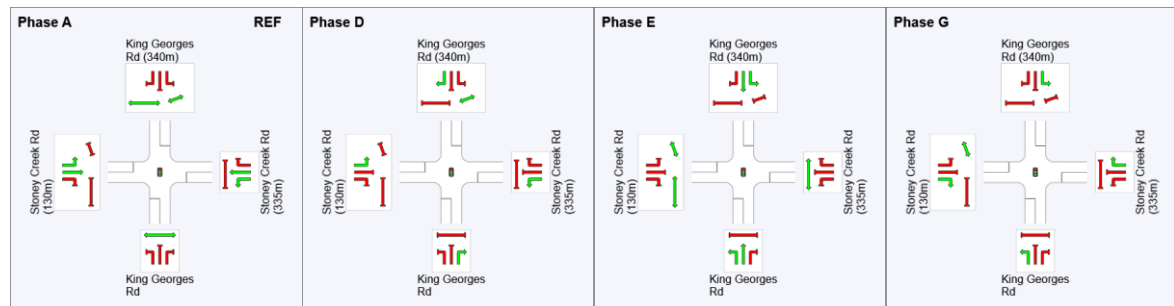 Phase A
REF
King Georges
Rd (340m)
Stoney Creek Rd
(130m)
Stoney Creek Rd
(335m)
King Georges
Rd
Phase D
King Georges
Rd (340m)
Stoney Creek Rd
(130m)
Stoney Creek Rd
(335m)
King Georges
Rd
Phase E
King Georges
Rd (340m)
Stoney Creek Rd
(130m)
Stoney Creek Rd
(335m)
King Georges
Rd
Phase G
King Georges
Rd (340m)
Stoney Creek Rd
(130m)
Stoney Creek Rd
(335m)
King Georges
Rd